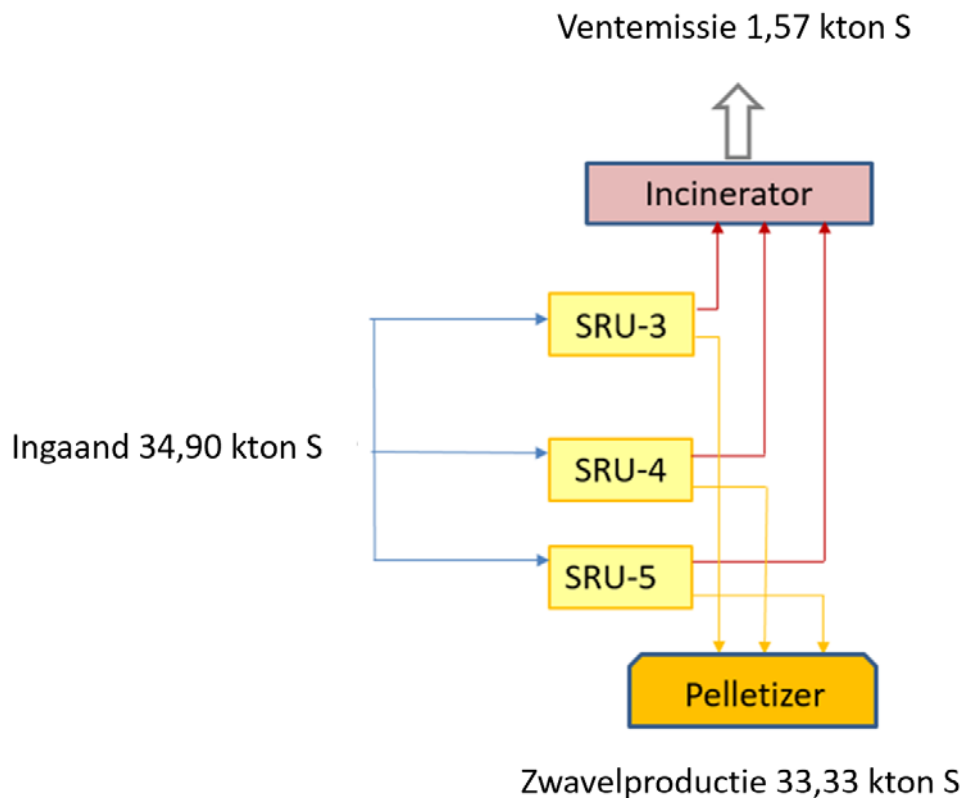 Ventemissie 1,57 kton S
Incinerator
SRU-3
Ingaand 34,90 kton S
SRU-4
SRU-5
Pelletizer
Zwavelproductie 33,33 kton S